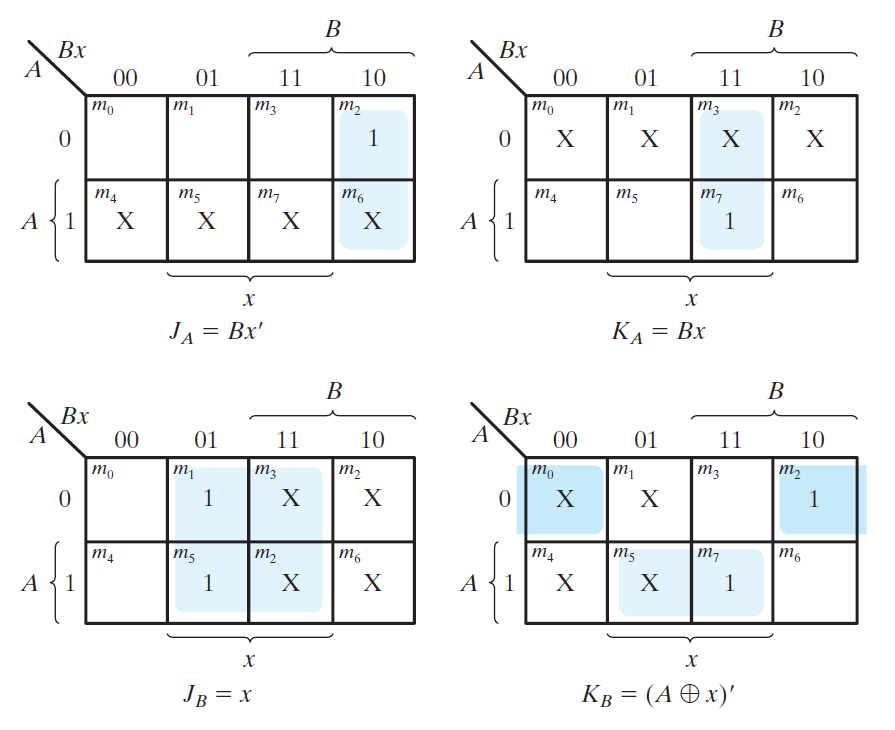 B B
Bx Bx
A A
00 01 11 10 00 01 11 10
m0 m1 m3 m2 m0 m1 m3 m2
0 1 0 X X X X
m4 m5 m7 m6 m4 m5 m7 m6
A 1 X X X X A 1 1
x x
JA = Bx′ KA = Bx
B B
Bx Bx
A A
00 01 11 10 00 01 11 10
m0 m1 m3 m2 m0 m1 m3 m2
0 1 X X 0 X X 1
m4 m5 m2 m6 m4 m5 m7 m6
A 1 1 X X A 1 X X 1
x x
JB = x KB = (A ⊕ x)′